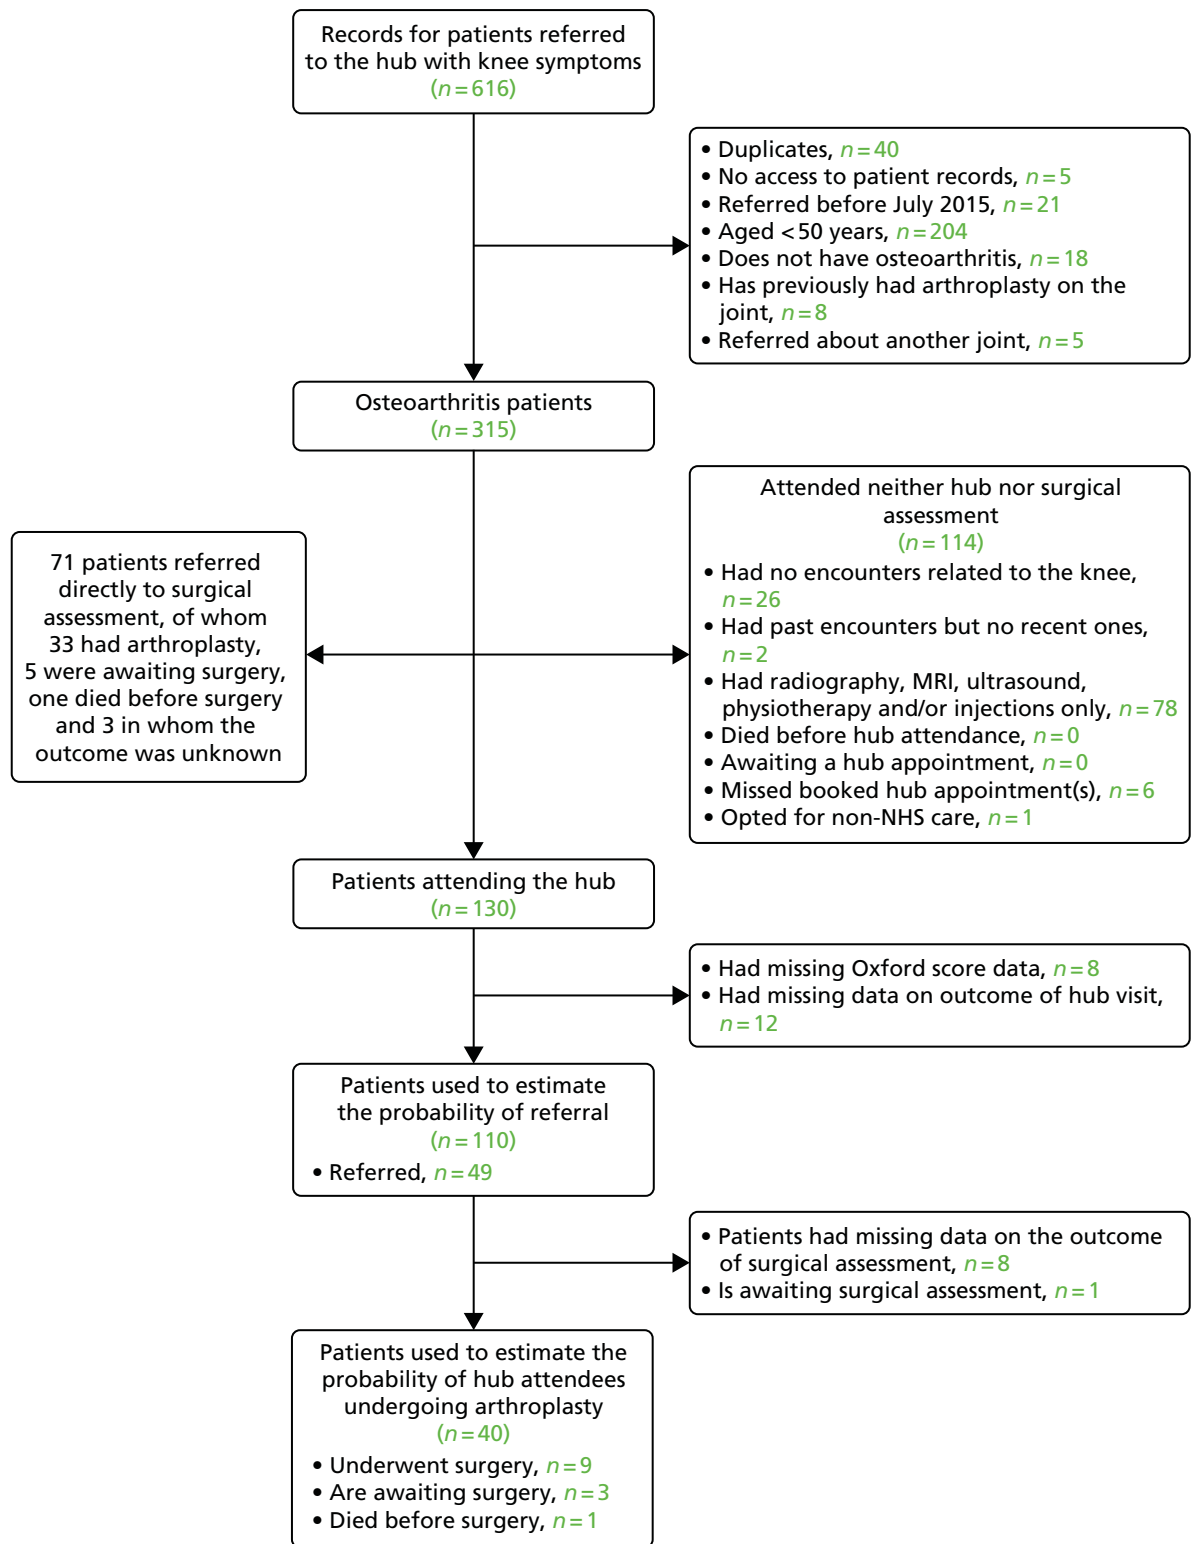 Records for patients referred
to the hub with knee symptoms
(n=616)
• Duplicates, n=40
• No access to patient records, n=5
• Referred before July 2015, n=21
• Aged <50 years, n=204
• Does not have osteoarthritis, n=18
• Has previously had arthroplasty on the
joint, n=8
• Referred about another joint, n=5
Osteoarthritis patients
(n=315)
71 patients referred
directly to surgical
assessment, of whom
33 had arthroplasty,
5 were awaiting surgery,
one died before surgery
and 3 in whom the
outcome was unknown
Attended neither hub nor surgical
assessment
(n=114)
• Had no encounters related to the knee,
n=26
• Had past encounters but no recent ones,
n=2
• Had radiography, MRI, ultrasound,
physiotherapy and/or injections only, n=78
• Died before hub attendance, n=0
• Awaiting a hub appointment, n=0
• Missed booked hub appointment(s), n=6
• Opted for non-NHS care, n=1
Patients attending the hub
(n=130)
• Had missing Oxford score data, n=8
• Had missing data on outcome of hub visit,
n=12
Patients used to estimate
the probability of referral
(n=110)
• Referred, n=49
• Patients had missing data on the outcome
of surgical assessment, n=8
• Is awaiting surgical assessment, n=1
Patients used to estimate the
probability of hub attendees
undergoing arthroplasty
(n=40)
• Underwent surgery, n=9
• Are awaiting surgery, n=3
• Died before surgery, n=1